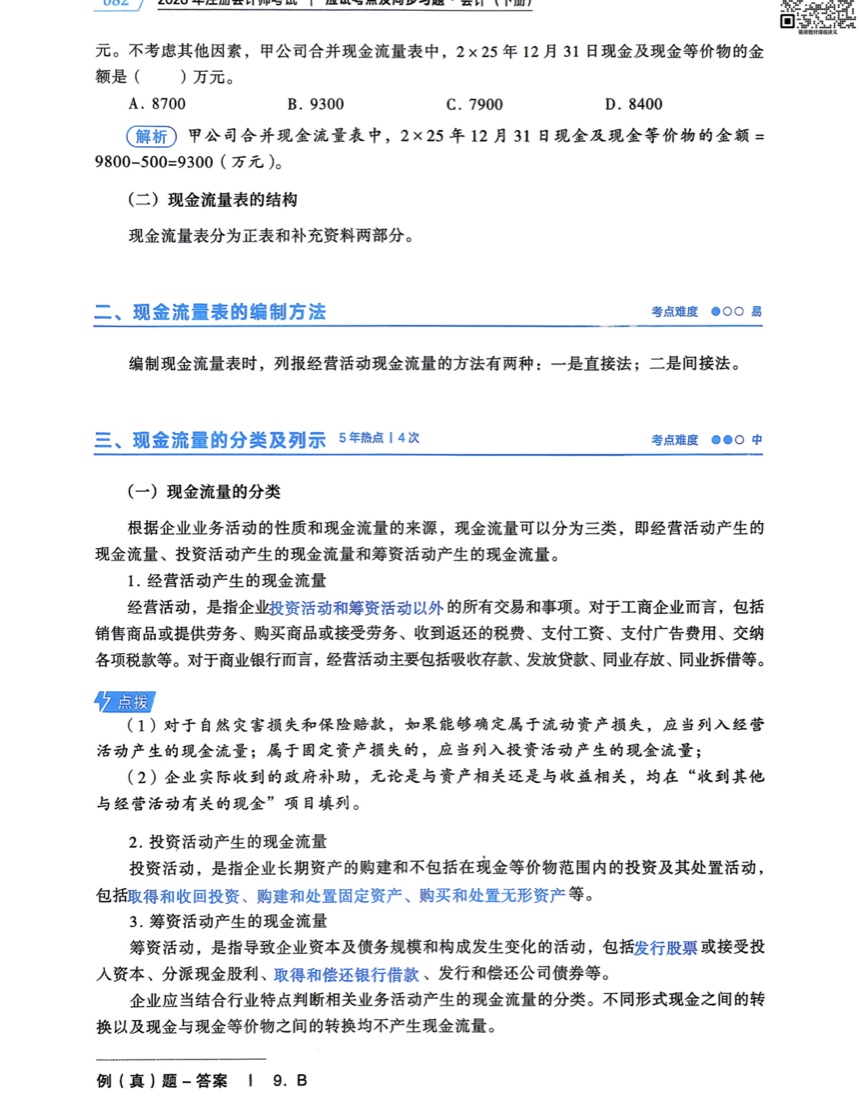 682 2026 年注册会计师考试 | 应试考点及同步习题·会计（下册）
元。不考虑其他因素，甲公司合并现金流量表中，2×25 年 12 月 31 日现金及现金等价物的金
额是（　　）万元。
A. 8700 B. 9300 C. 7900 D. 8400
解析 甲公司合并现金流量表中，2×25 年 12 月 31 日现金及现金等价物的金额 =
9800-500=9300（万元）。
（二）现金流量表的结构
现金流量表分为正表和补充资料两部分。
二、现金流量表的编制方法 考点难度 ●○○ 易
编制现金流量表时，列报经营活动现金流量的方法有两种：一是直接法；二是间接法。
三、现金流量的分类及列示 5 年热点 | 4 次 考点难度 ●●○ 中
（一）现金流量的分类
根据企业业务活动的性质和现金流量的来源，现金流量可以分为三类，即经营活动产生的
现金流量、投资活动产生的现金流量和筹资活动产生的现金流量。
1. 经营活动产生的现金流量
经营活动，是指企业投资活动和筹资活动以外的所有交易和事项。对于工商企业而言，包括
销售商品或提供劳务、购买商品或接受劳务、收到返还的税费、支付工资、支付广告费用、交纳
各项税款等。对于商业银行而言，经营活动主要包括吸收存款、发放贷款、同业存放、同业拆借等。
点拨
（1）对于自然灾害损失和保险赔款，如果能够确定属于流动资产损失，应当列入经营
活动产生的现金流量；属于固定资产损失的，应当列入投资活动产生的现金流量；
（2）企业实际收到的政府补助，无论是与资产相关还是与收益相关，均在“收到其他
与经营活动有关的现金”项目填列。
2. 投资活动产生的现金流量
投资活动，是指企业长期资产的购建和不包括在现金等价物范围内的投资及其处置活动，
包括取得和收回投资、购建和处置固定资产、购买和处置无形资产等。
3. 筹资活动产生的现金流量
筹资活动，是指导致企业资本及债务规模和构成发生变化的活动，包括发行股票或接受投
入资本、分派现金股利、取得和偿还银行借款、发行和偿还公司债券等。
企业应当结合行业特点判断相关业务活动产生的现金流量的分类。不同形式现金之间的转
换以及现金与现金等价物之间的转换均不产生现金流量。
例（真）题－答案 | 9. B